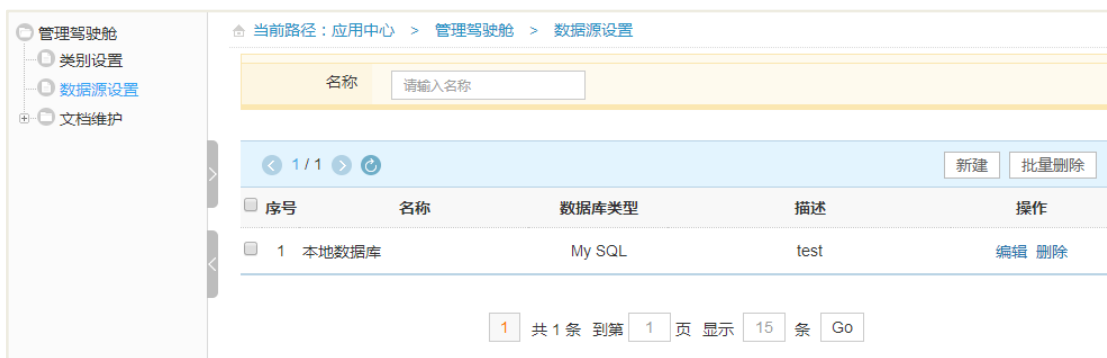 管理驾驶舱
类别设置
数据源设置
文档维护
当前路径：应用中心 > 管理驾驶舱 > 数据源设置
名称 请输入名称
1 / 1 新建 批量删除
序号 名称 数据库类型 描述 操作
1 本地数据库 My SQL test 编辑 删除
1 共 1 条 到第 1 页 显示 15 条 Go